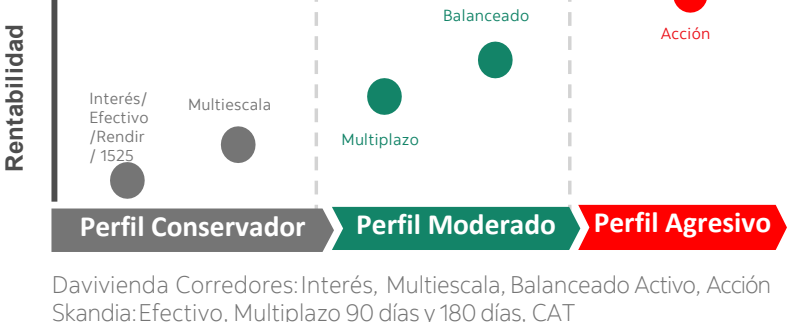 Balanceado
Acción
Rentabilidad
Interés/
Efectivo
/Rendir
/ 1525
Multiescala
Multiplazo
Perfil Conservador
Perfil Moderado
Perfil Agresivo
Davivienda Corredores: Interés, Multiescala, Balanceado Activo, Acción
Skandia: Efectivo, Multiplazo 90 días y 180 días, CAT